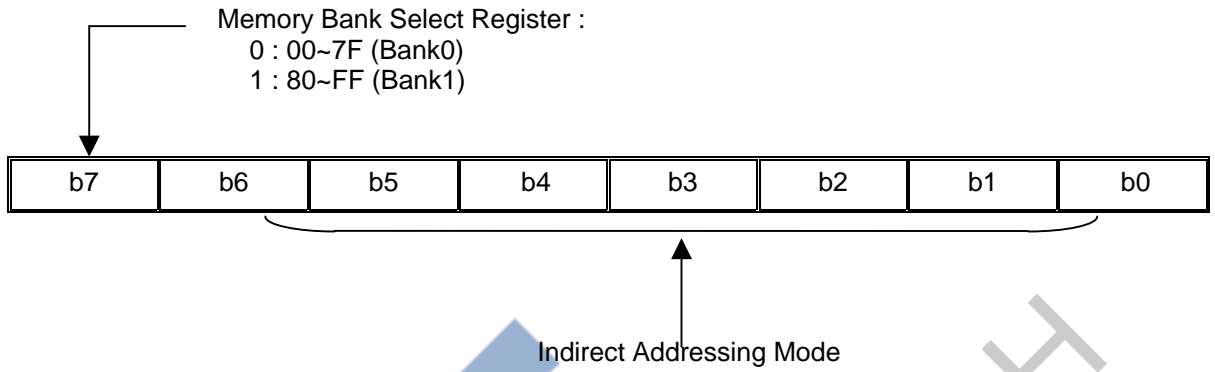 Memory Bank Select Register :
0 : 00~7F (Bank0)
1 : 80~FF (Bank1)
b7 b6 b5 b4 b3 b2 b1 b0
Indirect Addressing Mode